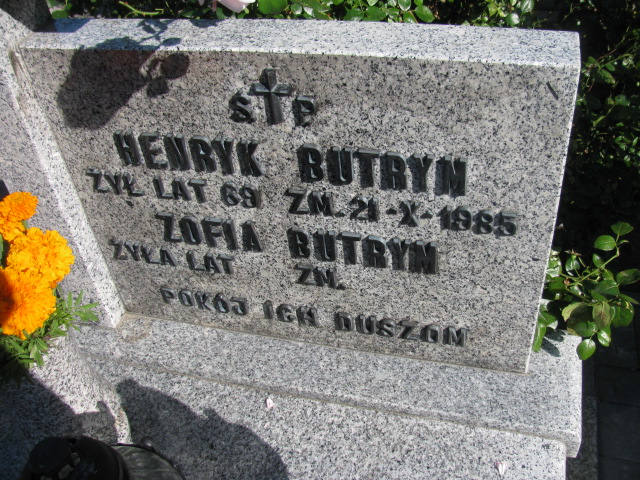 Ś P
HENRYK BUTRYM
ŻYŁ LAT 69 ZM. 21-X-1985
ZOFIA BUTRYM
ŻYŁA LAT ZM.
POKÓJ ICH DUSZOM